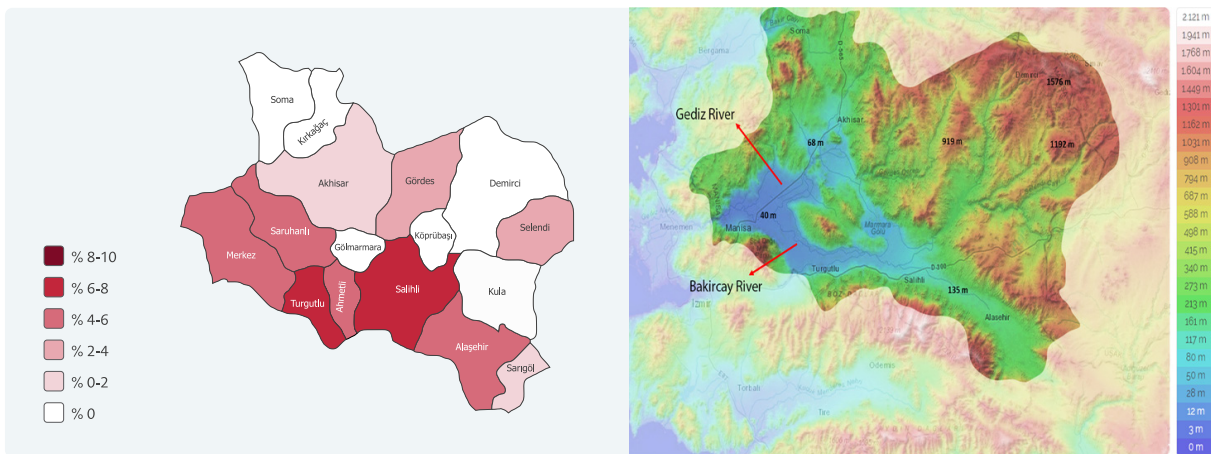 Soma
Kırkağaç
Akhisar
Gördes
Demirci
Selendi
Köprübaşı
Gölmarmara
Saruhanlı
Merkez
Turgutlu
Ahmetli
Salihli
Kula
Alaşehir
Sarıgöl
% 8-10
% 6-8
% 4-6
% 2-4
% 0-2
% 0
Soma
Bergama
Gediz River
Akhisar
68 m
919 m
1576 m
1192 m
40 m
Manisa
Menemen
Marmara
Gölü
Turgutlu
Bakircay River
Salihli
135 m
Alaşehir
İzmir
Torbalı
Ödemiş
Tire
2.121 m
1.941 m
1.768 m
1.604 m
1.449 m
1.301 m
1.162 m
1.031 m
908 m
794 m
687 m
588 m
498 m
415 m
340 m
273 m
213 m
161 m
117 m
80 m
50 m
28 m
12 m
3 m
0 m